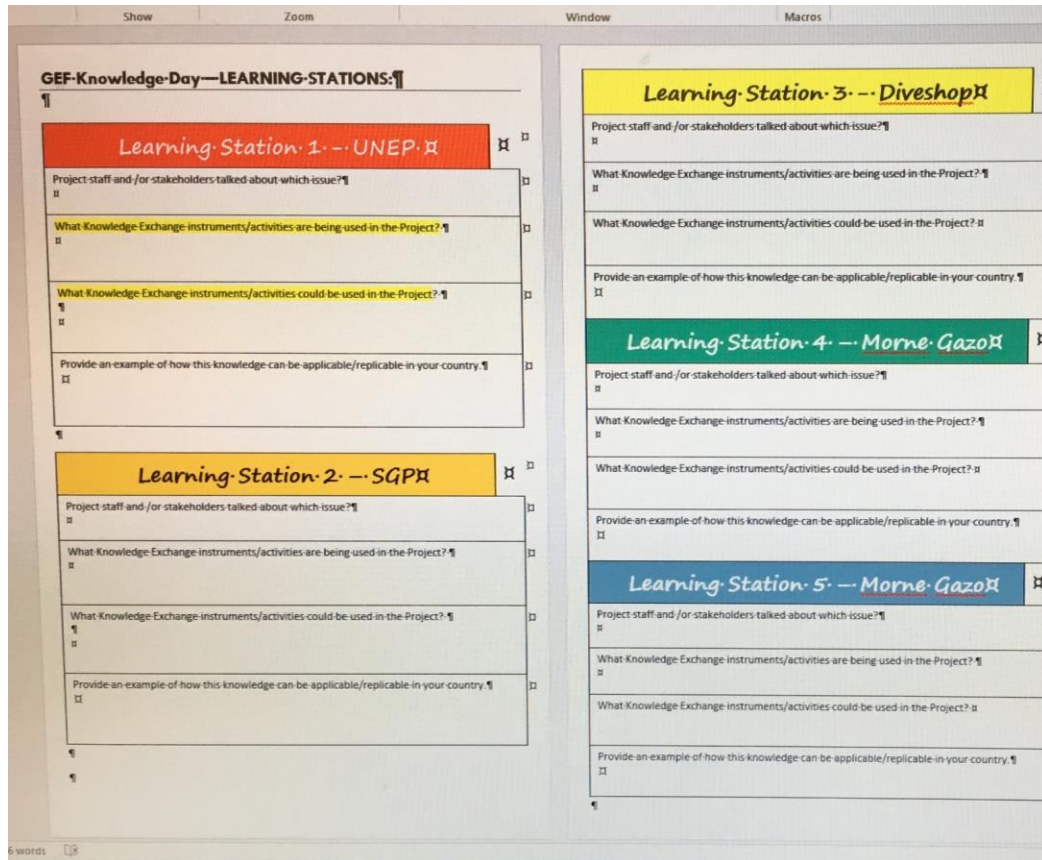 Show Zoom Window Macros
GEF Knowledge Day—LEARNING STATIONS:¶
¶
Learning Station 1 – UNEP ¤ ¤ ¤
Project staff and /or stakeholders talked about which issue?¶ ¤
¤
What Knowledge Exchange instruments/activities are being used in the Project? ¶ ¤
¤
What Knowledge Exchange instruments/activities could be used in the Project? ¶ ¤
¶
¤
Provide an example of how this knowledge can be applicable/replicable in your country.¶ ¤
¤
¶
Learning Station 2 – SGP¤ ¤ ¤
Project staff and /or stakeholders talked about which issue?¶ ¤
¤
What Knowledge Exchange instruments/activities are being used in the Project? ¶ ¤
¤
What Knowledge Exchange instruments/activities could be used in the Project? ¶ ¤
¶
¤
Provide an example of how this knowledge can be applicable/replicable in your country.¶ ¤
¤
¶
¶
Learning Station 3 – Diveshop¤
Project staff and /or stakeholders talked about which issue?¶
¤
What Knowledge Exchange instruments/activities are being used in the Project? ¶
¤
What Knowledge Exchange instruments/activities could be used in the Project? ¤
Provide an example of how this knowledge can be applicable/replicable in your country.¶
¤
Learning Station 4 – Morne Gazo¤ ¤
Project staff and /or stakeholders talked about which issue?¶
¤
What Knowledge Exchange instruments/activities are being used in the Project? ¶
¤
What Knowledge Exchange instruments/activities could be used in the Project? ¤
Provide an example of how this knowledge can be applicable/replicable in your country.¶
¤
Learning Station 5 – Morne Gazo¤ ¤
Project staff and /or stakeholders talked about which issue?¶
¤
What Knowledge Exchange instruments/activities are being used in the Project? ¶
¤
What Knowledge Exchange instruments/activities could be used in the Project? ¤
Provide an example of how this knowledge can be applicable/replicable in your country.¶
¤
¶
6 words